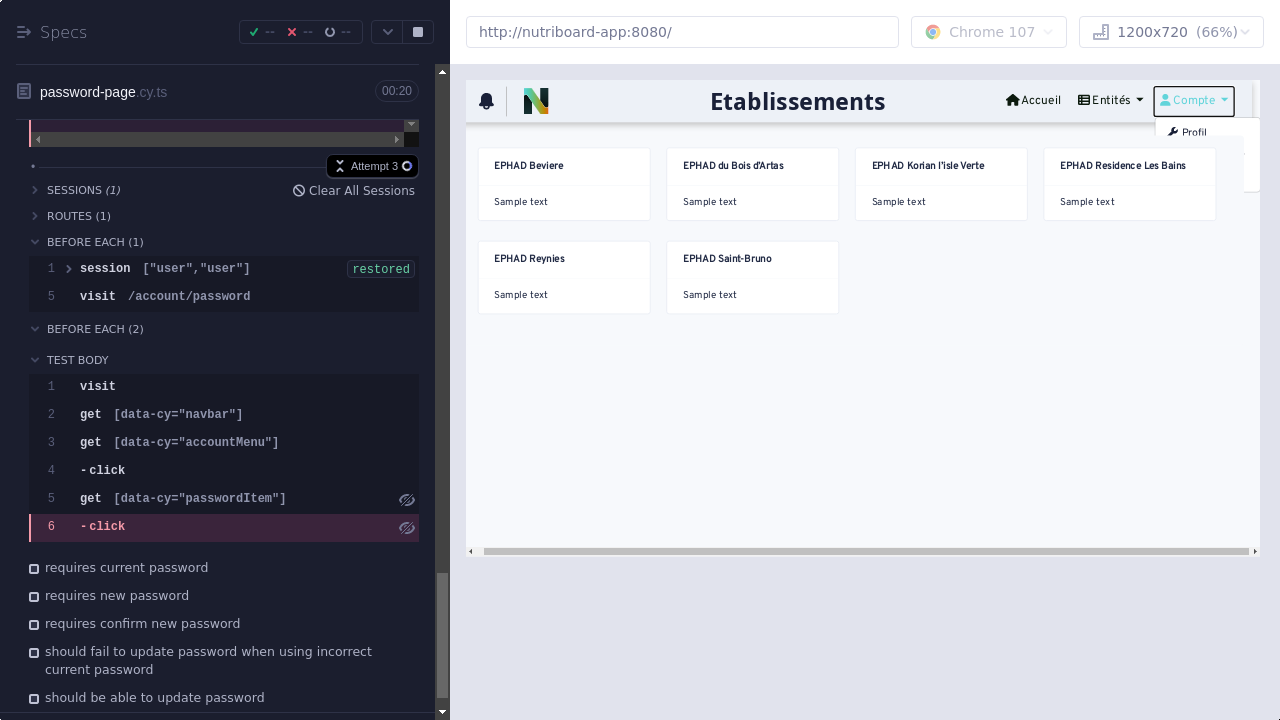 Specs
--
--
--
password-page.cy.ts
00:20
Attempt 3
SESSIONS (1)
Clear All Sessions
ROUTES (1)
BEFORE EACH (1)
1 session ["user","user"] restored
5 visit /account/password
BEFORE EACH (2)
TEST BODY
1 visit
2 get [data-cy="navbar"]
3 get [data-cy="accountMenu"]
4 -click
5 get [data-cy="passwordItem"]
6 -click
requires current password
requires new password
requires confirm new password
should fail to update password when using incorrect
current password
should be able to update password
http://nutriboard-app:8080/
Chrome 107
1200x720 (66%)
N
Etablissements
Accueil
Entités
Compte
Profil
EPHAD Beviere
Sample text
EPHAD du Bois d'Artas
Sample text
EPHAD Korian l'isle Verte
Sample text
EPHAD Residence Les Bains
Sample text
EPHAD Reynies
Sample text
EPHAD Saint-Bruno
Sample text